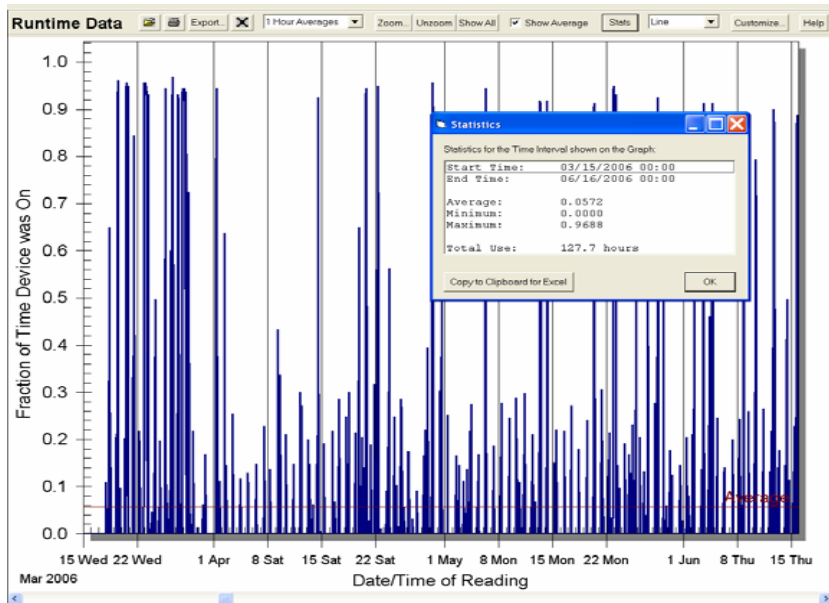 Runtime Data Export.. 1 Hour Averages Zoom... Unzoom Show All Show Average Stats Line Customize... Help
1.0
0.9
0.8
0.7
0.6
0.5
0.4
0.3
0.2
0.1
0.0
Fraction of Time Device was On
Statistics
Statistics for the Time Interval shown on the Graph:
Start Time: 03/15/2006 00:00
End Time: 06/16/2006 00:00
Average: 0.0572
Minimum: 0.0000
Maximum: 0.9688
Total Use: 127.7 hours
Copy to Clipboard for Excel OK
Average
15 Wed 22 Wed 1 Apr 8 Sat 15 Sat 22 Sat 1 May 8 Mon 15 Mon 22 Mon 1 Jun 8 Thu 15 Thu
Mar 2006
Date/Time of Reading